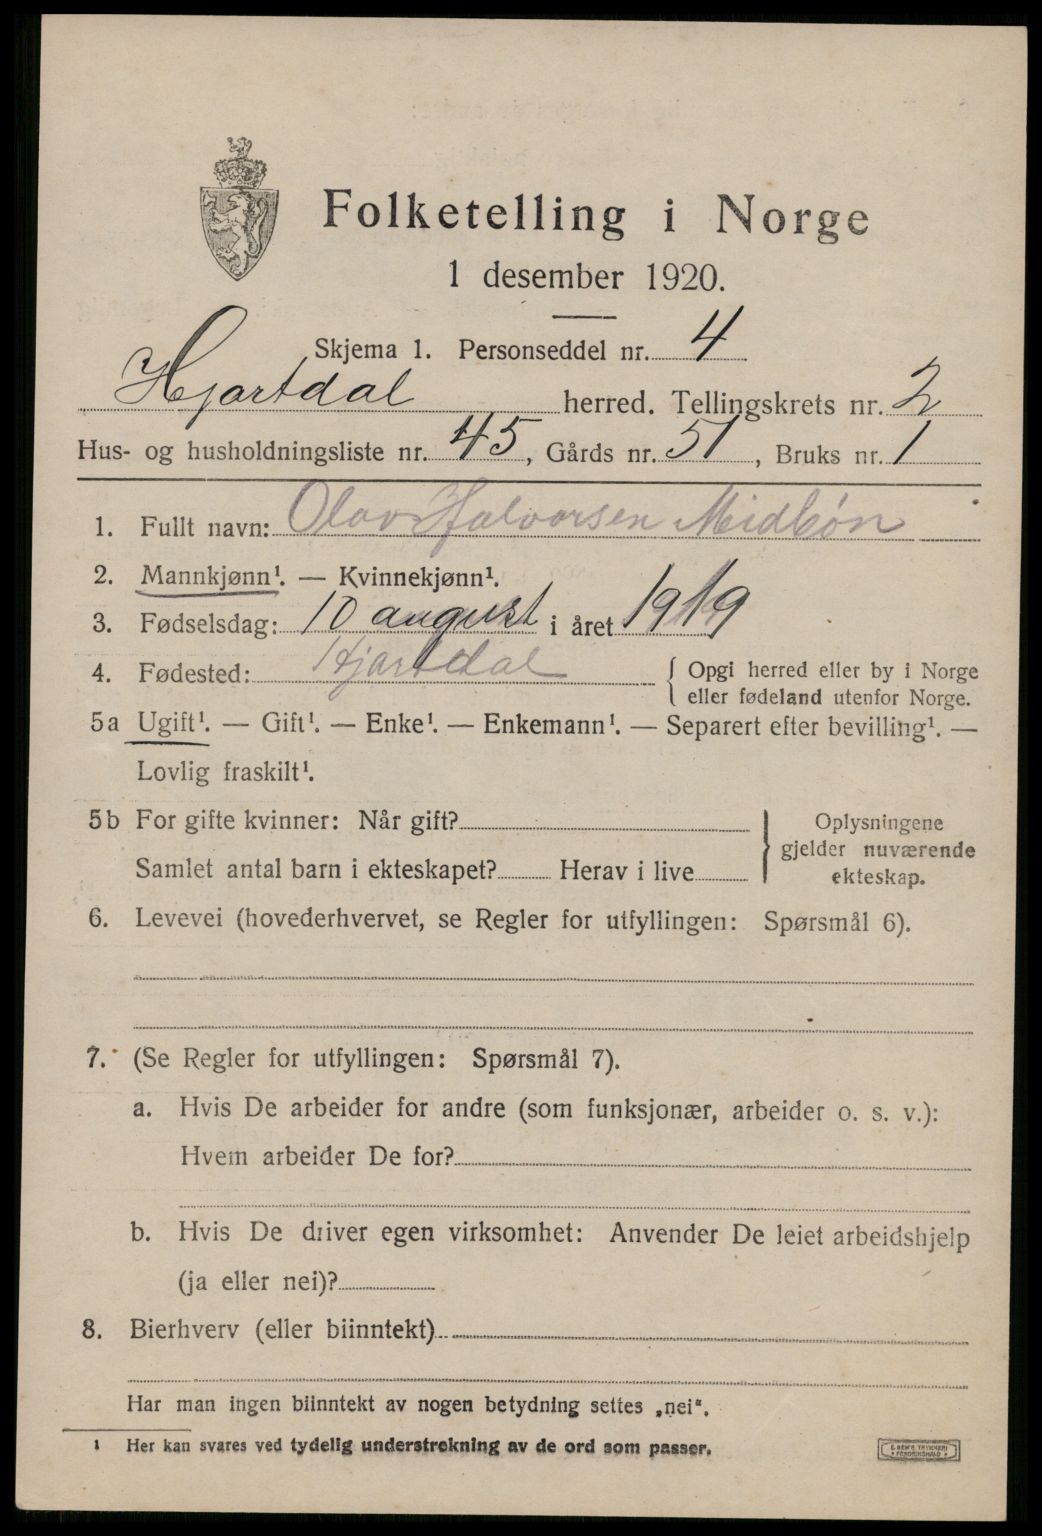 Folketelling i Norge
1 desember 1920.
Skjema 1. Personseddel nr. 4
Hjartdal herred. Tellingskrets nr. 2
Hus- og husholdningsliste nr. 45, Gårds nr. 51, Bruks nr. 1
1. Fullt navn: Olav Halvorsen Midbøn
2. Mannkjønn¹. — Kvinnekjønn¹.
3. Fødselsdag: 10 august i året 1919
4. Fødested: Hjartdal { Opgi herred eller by i Norge
eller fødeland utenfor Norge.
5a Ugift¹. — Gift¹. — Enke¹. — Enkemann¹. — Separert efter bevilling¹. —
Lovlig fraskilt¹.
5b For gifte kvinner: Når gift? } Oplysningene
gjelder nuværende
Samlet antal barn i ekteskapet? Herav i live
ekteskap.
6. Levevei (hovederhvervet, se Regler for utfyllingen: Spørsmål 6).
7. (Se Regler for utfyllingen: Spørsmål 7).
a. Hvis De arbeider for andre (som funksjonær, arbeider o. s. v.):
Hvem arbeider De for?
b. Hvis De driver egen virksomhet: Anvender De leiet arbeidshjelp
(ja eller nei)?
8. Bierhverv (eller biinntekt)
Har man ingen biinntekt av nogen betydning settes „nei".
¹ Her kan svares ved tydelig understrekning av de ord som passer.